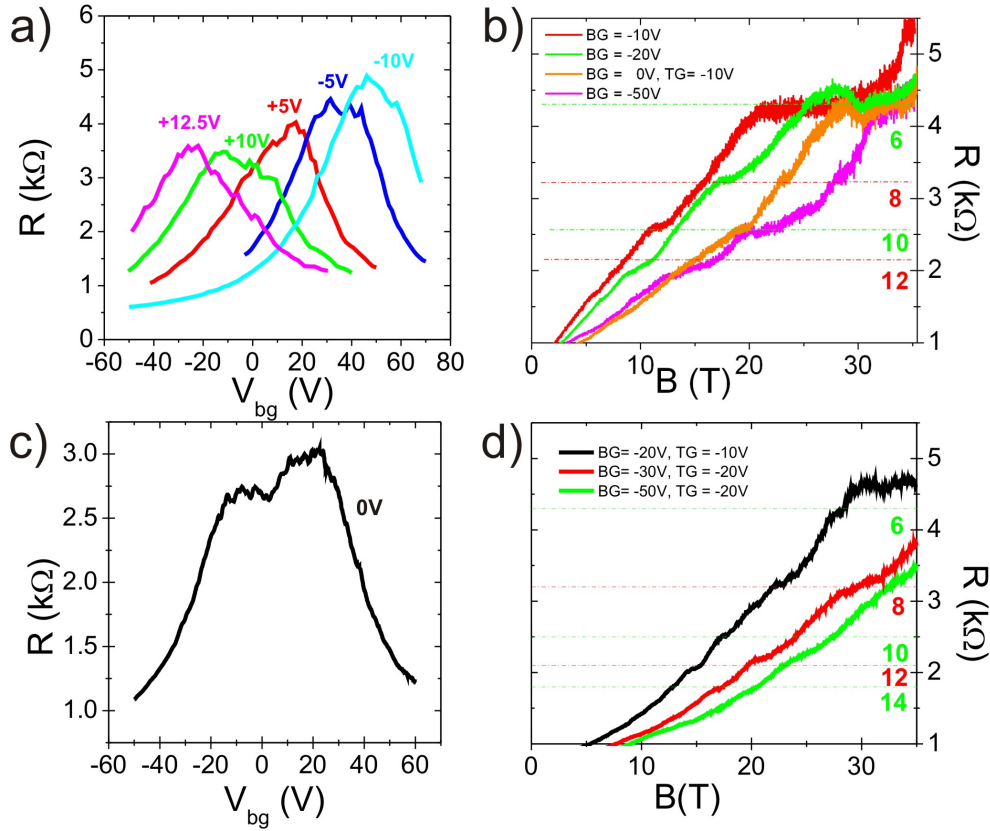 a)
6
5
4
3
2
1
0
R (kΩ)
-60 -40 -20 0 20 40 60 80
V_bg (V)
+12.5V
+10V
+5V
-5V
-10V
b)
BG = -10V
BG = -20V
BG = 0V, TG= -10V
BG = -50V
6
8
10
12
5
4
3
2
1
R (kΩ)
0 10 20 30
B (T)
c)
3.0
2.5
2.0
1.5
1.0
R (kΩ)
-60 -40 -20 0 20 40 60
V_bg (V)
0V
d)
BG= -20V, TG = -10V
BG= -30V, TG = -20V
BG= -50V, TG = -20V
6
8
10
12
14
5
4
3
2
1
R (kΩ)
0 10 20 30
B(T)